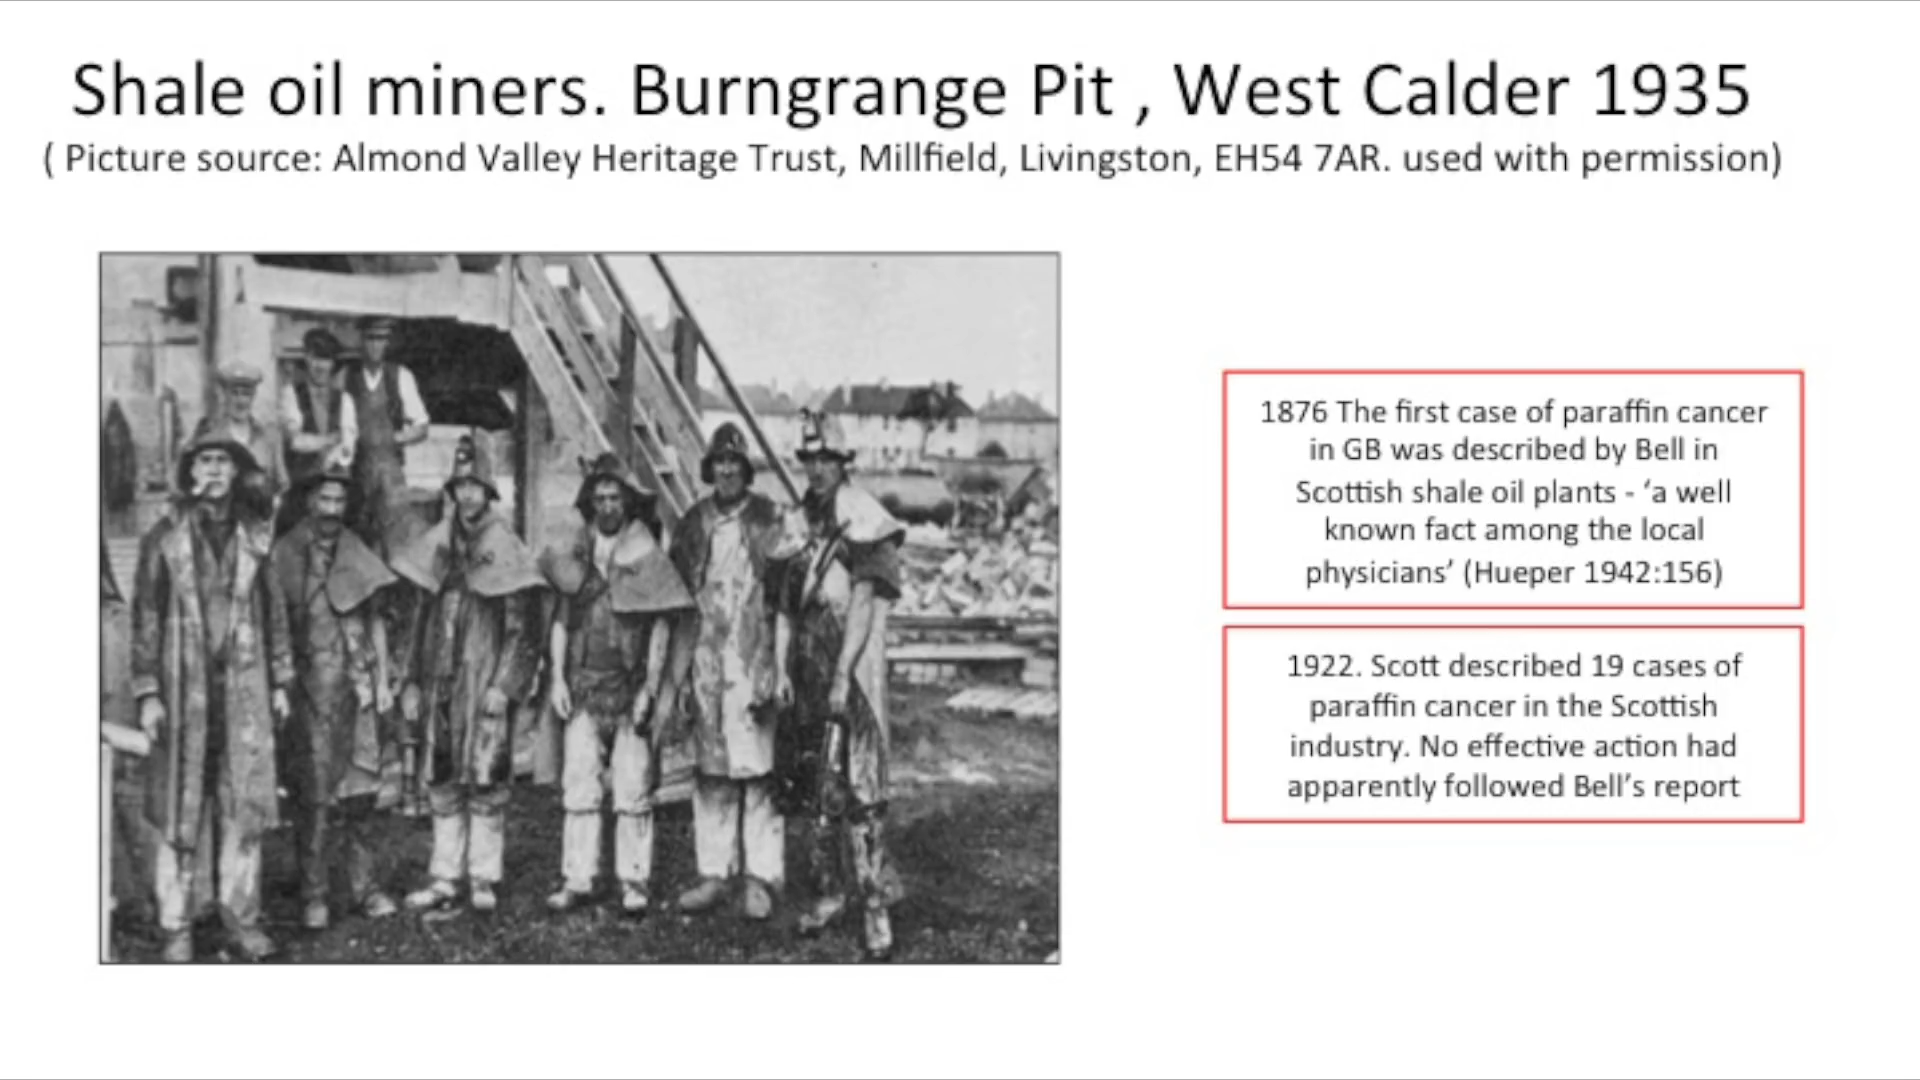 Shale oil miners. Burngrange Pit , West Calder 1935
( Picture source: Almond Valley Heritage Trust, Millfield, Livingston, EH54 7AR. used with permission)
1876 The first case of paraffin cancer
in GB was described by Bell in
Scottish shale oil plants - ‘a well
known fact among the local
physicians’ (Hueper 1942:156)
1922. Scott described 19 cases of
paraffin cancer in the Scottish
industry. No effective action had
apparently followed Bell’s report